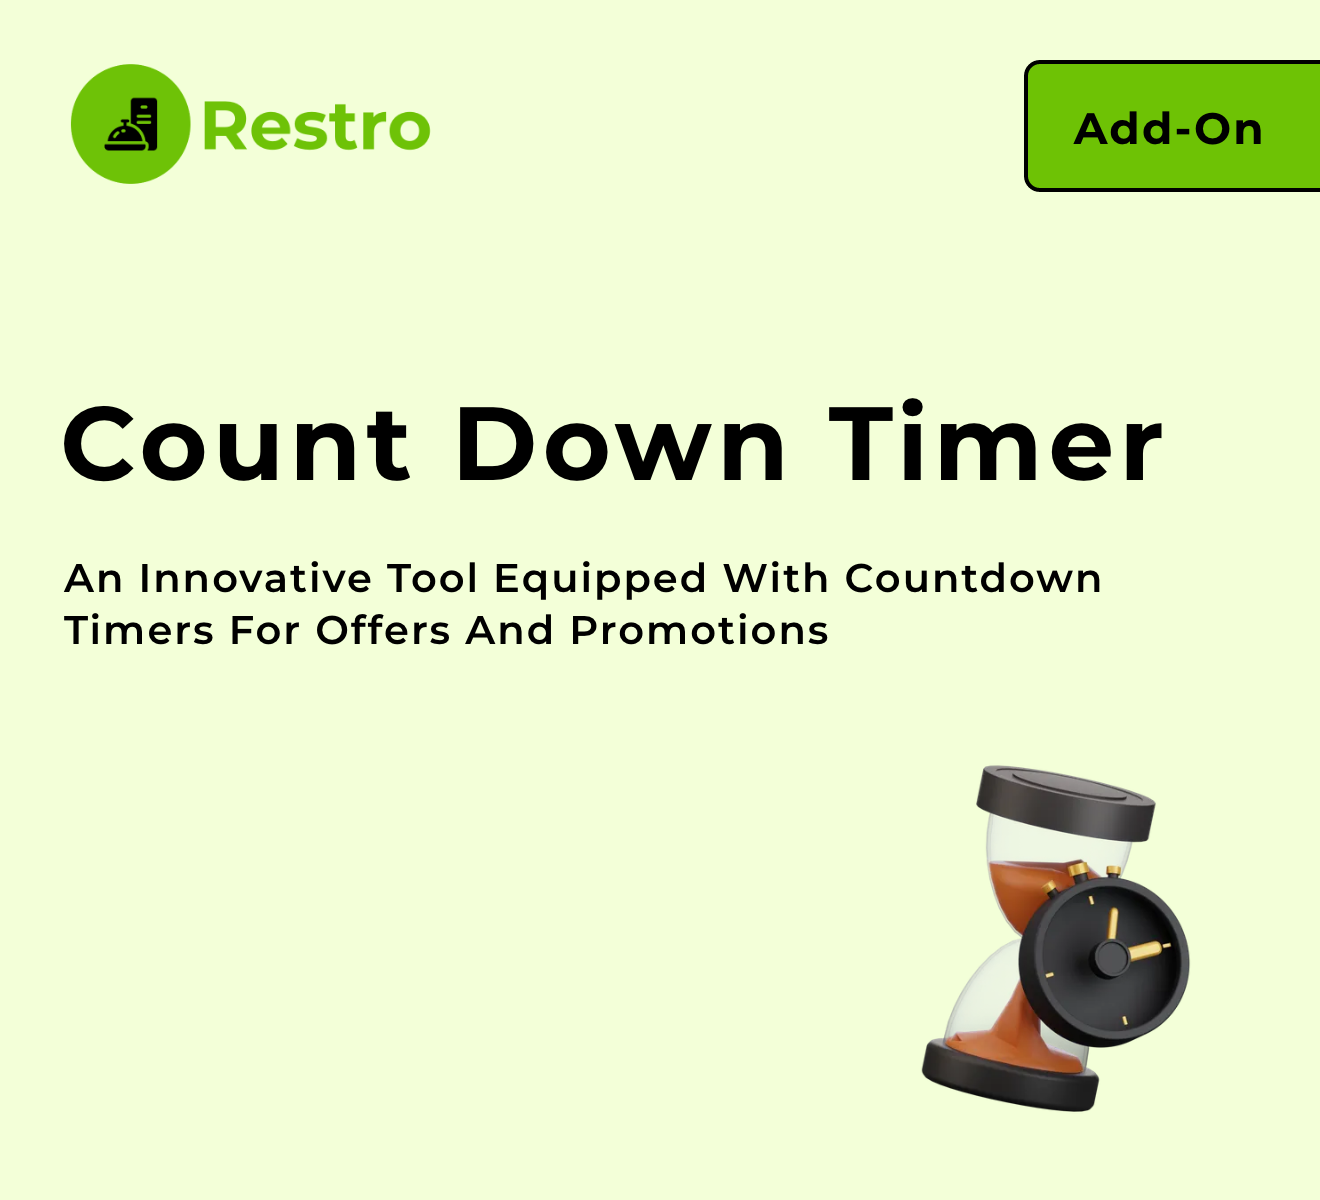 Restro
Add-On
Count Down Timer
An Innovative Tool Equipped With Countdown
Timers For Offers And Promotions